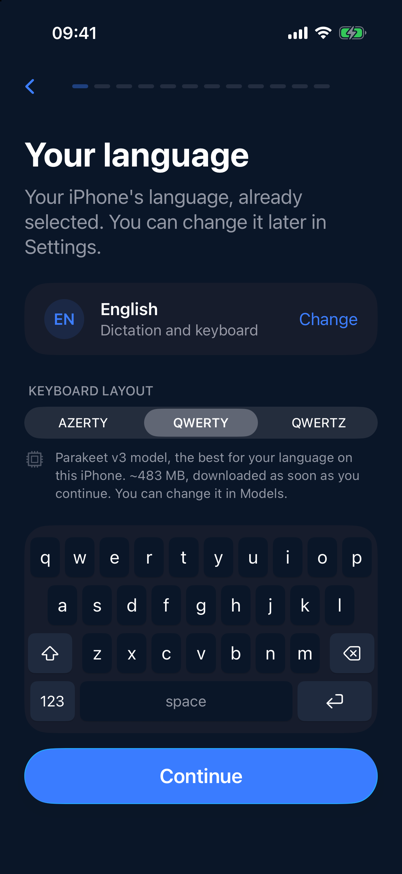 09:41
Your language
Your iPhone's language, already
selected. You can change it later in
Settings.
EN
English
Dictation and keyboard
Change
KEYBOARD LAYOUT
AZERTY QWERTY QWERTZ
Parakeet v3 model, the best for your language on
this iPhone. ~483 MB, downloaded as soon as you
continue. You can change it in Models.
q w e r t y u i o p
a s d f g h j k l
z x c v b n m
123 space
Continue